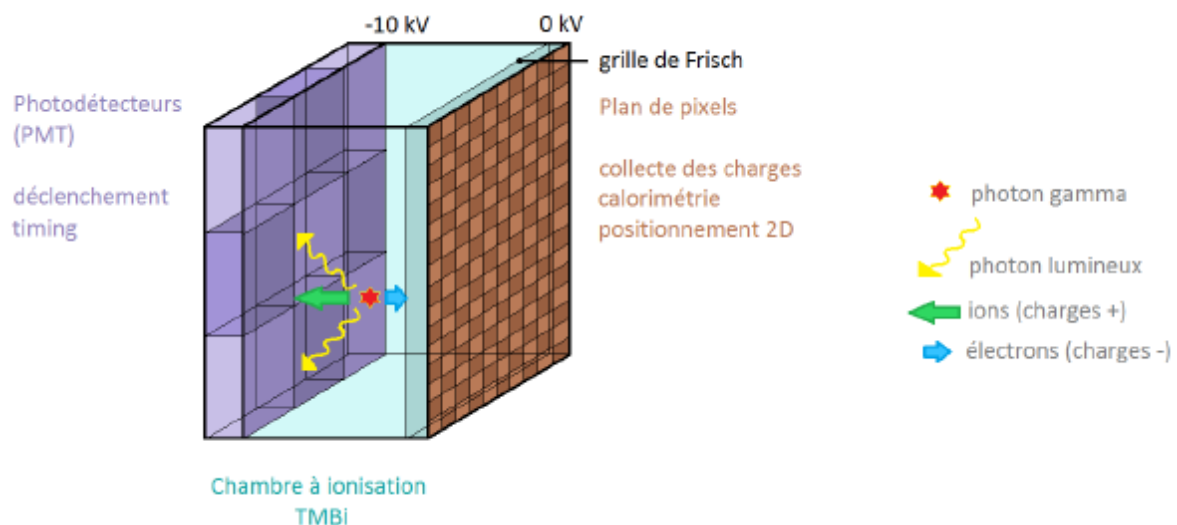 -10 kV
0 kV
grille de Frisch
Photodétecteurs
(PMT)
déclenchement
timing
Plan de pixels
collecte des charges
calorimétrie
positionnement 2D
photon gamma
photon lumineux
ions (charges +)
électrons (charges -)
Chambre à ionisation
TMBi